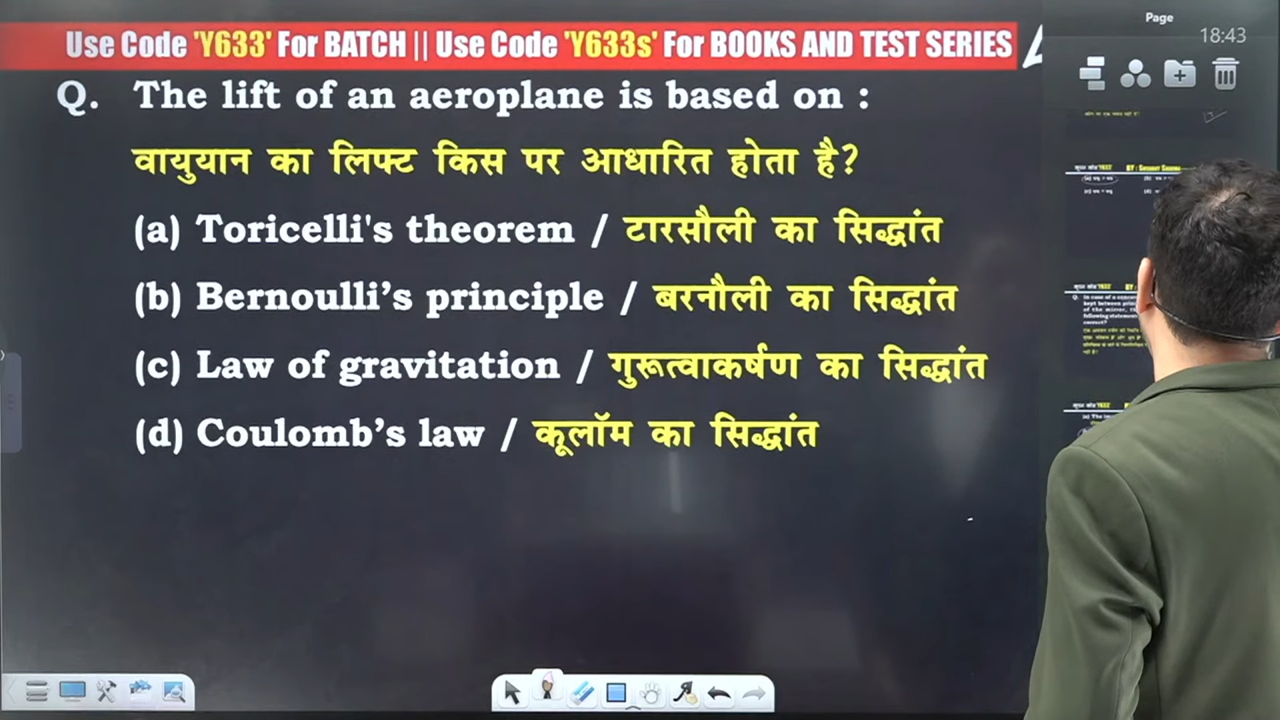 Use Code 'Y633' For BATCH || Use Code 'Y633s' For BOOKS AND TEST SERIES
Page
18:43
Q. The lift of an aeroplane is based on :
वायुयान का लिफ्ट किस पर आधारित होता है?
(a) Toricelli's theorem / टारसौली का सिद्धांत
(b) Bernoulli’s principle / बरनौली का सिद्धांत
(c) Law of gravitation / गुरूत्वाकर्षण का सिद्धांत
(d) Coulomb’s law / कूलॉम का सिद्धांत